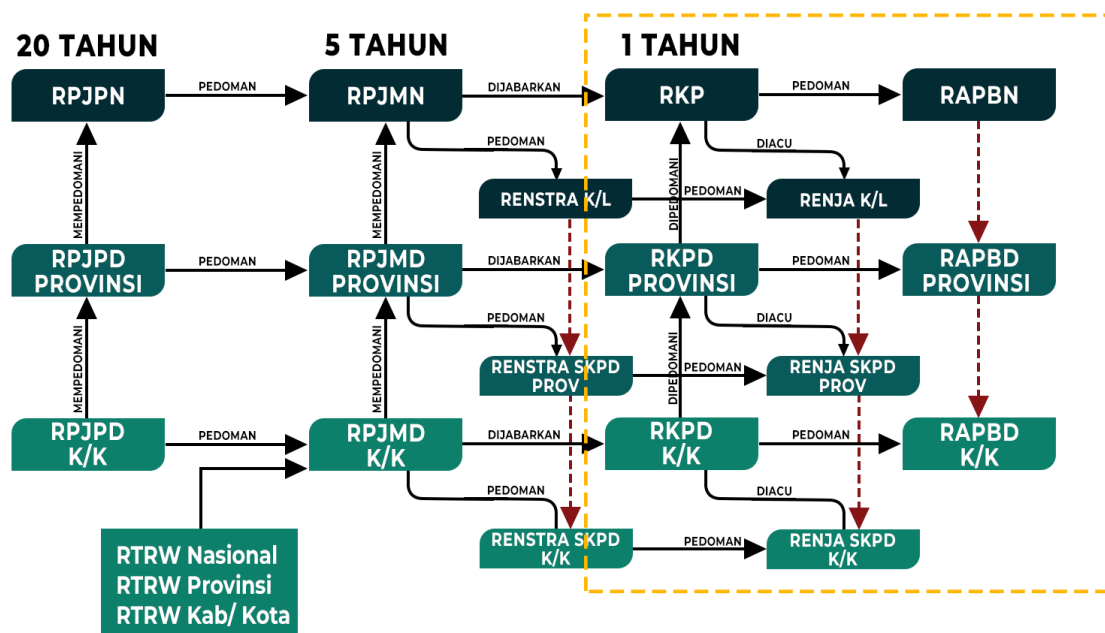 20 TAHUN
5 TAHUN
1 TAHUN
RPJPN
PEDOMAN
RPJMN
DIJABARKAN
RKP
PEDOMAN
RAPBN
MEMPEDOMANI
MEMPEDOMANI
PEDOMAN
DIPEDOMANI
DIACU
RENSTRA K/L
PEDOMAN
RENJA K/L
RPJPD
PROVINSI
PEDOMAN
RPJMD
PROVINSI
DIJABARKAN
RKPD
PROVINSI
PEDOMAN
RAPBD
PROVINSI
MEMPEDOMANI
MEMPEDOMANI
PEDOMAN
DIPEDOMANI
DIACU
RENSTRA SKPD
PROV
PEDOMAN
RENJA SKPD
PROV
RPJPD
K/K
PEDOMAN
RPJMD
K/K
DIJABARKAN
RKPD
K/K
PEDOMAN
RAPBD
K/K
PEDOMAN
DIACU
RENSTRA SKPD
K/K
PEDOMAN
RENJA SKPD
K/K
RTRW Nasional
RTRW Provinsi
RTRW Kab/ Kota